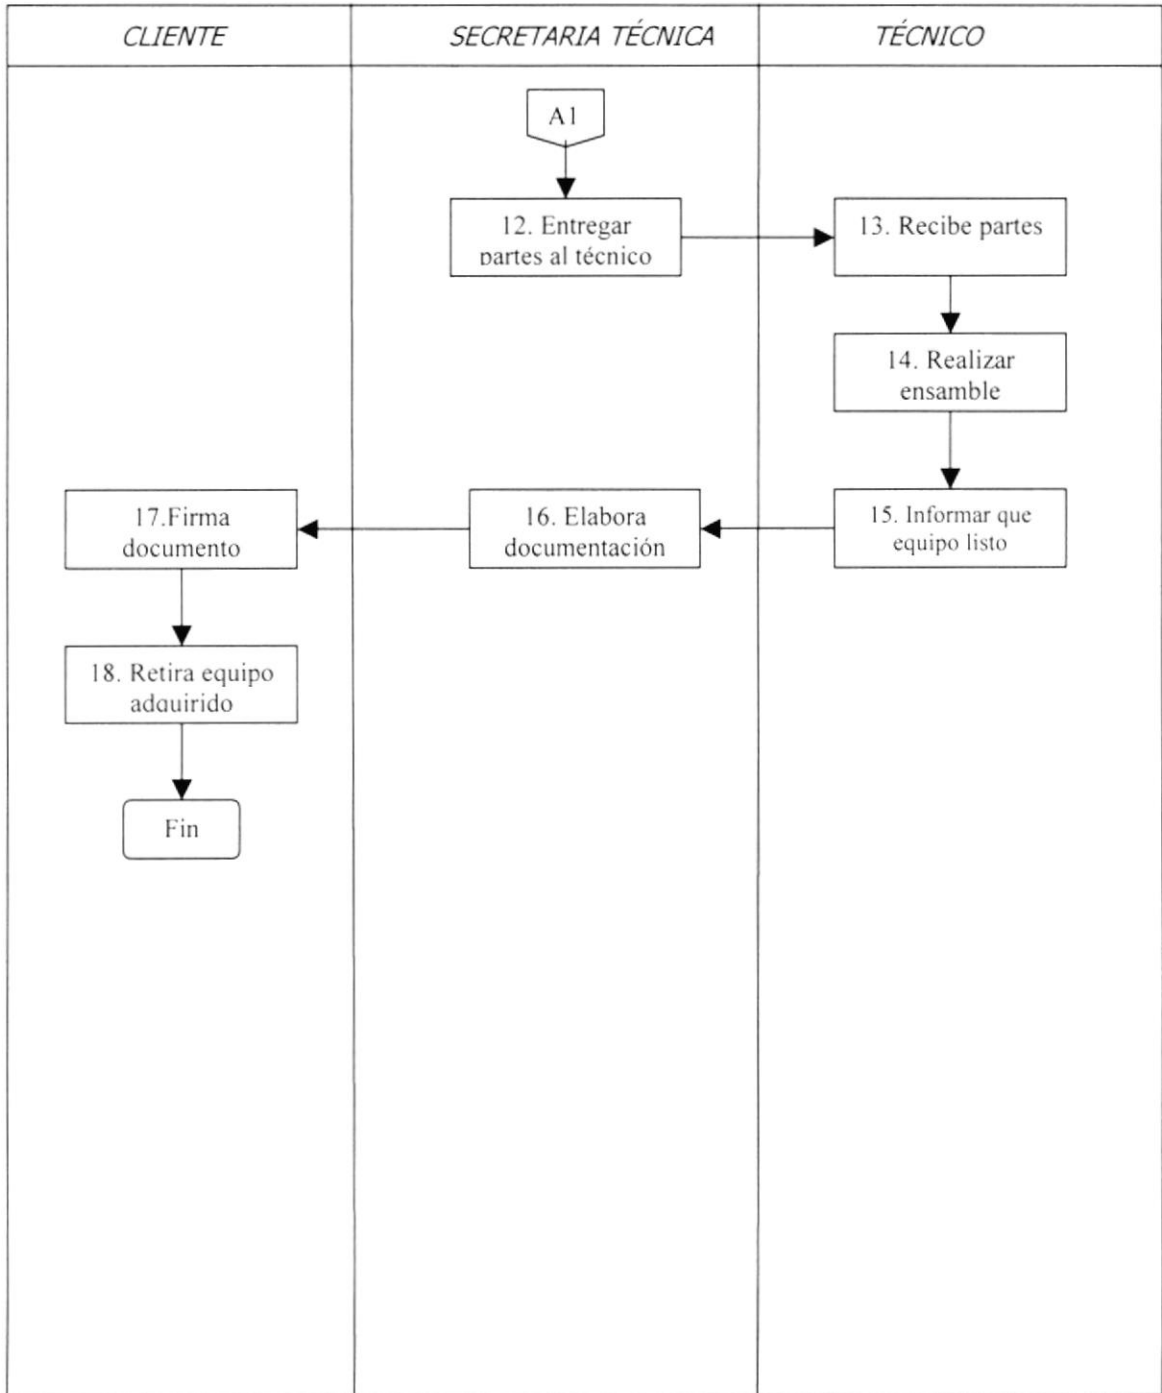 CLIENTE
SECRETARIA TÉCNICA
TÉCNICO
A1
12. Entregar
partes al técnico
13. Recibe partes
14. Realizar
ensamble
15. Informar que
equipo listo
16. Elabora
documentación
17.Firma
documento
18. Retira equipo
adquirido
Fin